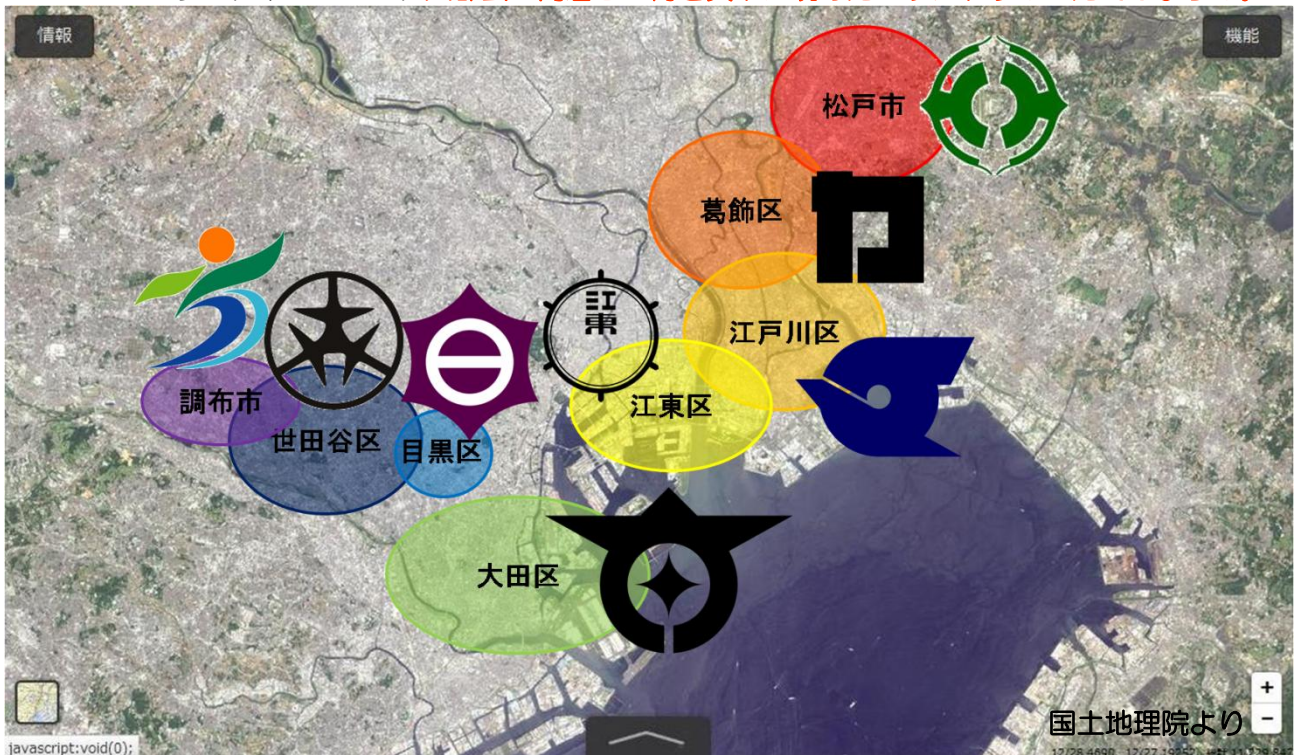 情報
機能
松戸市
葛飾区
江戸川区
江東
江東区
調布市
世田谷区
目黒区
大田区
国土地理院より
+
−
javascript:void(0);